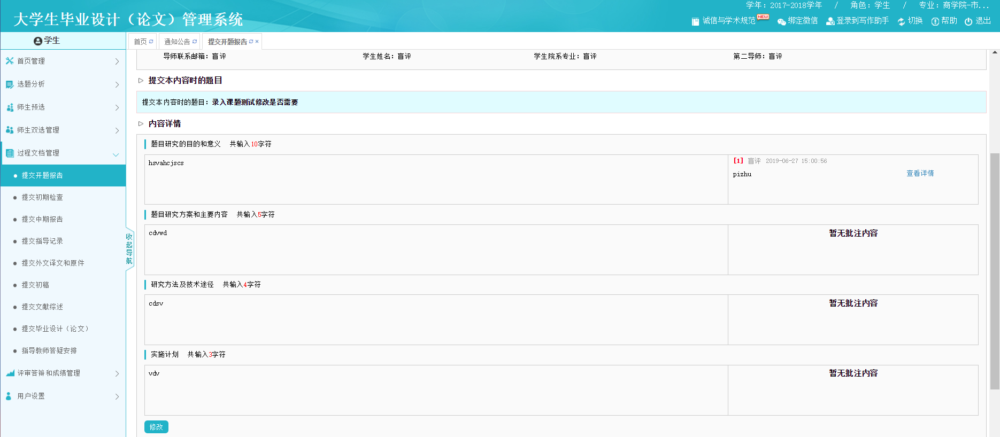 学年：2017-2018学年 / 角色：学生 / 专业：商学院-市...
大学生毕业设计（论文）管理系统
诚信与学术规范 NEW 绑定微信 登录到写作助手 切换 帮助 退出
学生
首页 通知公告 提交开题报告
首页管理
选题分析
师生预选
师生双选管理
过程文档管理
提交开题报告
提交初期检查
提交中期报告
提交指导记录
提交外文译文和原件
提交初稿
提交文献综述
提交毕业设计（论文）
指导教师答疑安排
评审答辩和成绩管理
用户设置
收起导航
导师联系邮箱：盲评 学生姓名：盲评 学生院系专业：盲评 第二导师：盲评
提交本内容时的题目
提交本内容时的题目：录入课题测试修改是否需要
内容详情
题目研究的目的和意义 共输入10字符
hsvahcjscs
[1] 盲评 2019-06-27 15:00:56
pizhu 查看详情
题目研究方案和主要内容 共输入5字符
cdvwd 暂无批注内容
研究方法及技术途径 共输入4字符
cdsv 暂无批注内容
实施计划 共输入3字符
vdv 暂无批注内容
修改